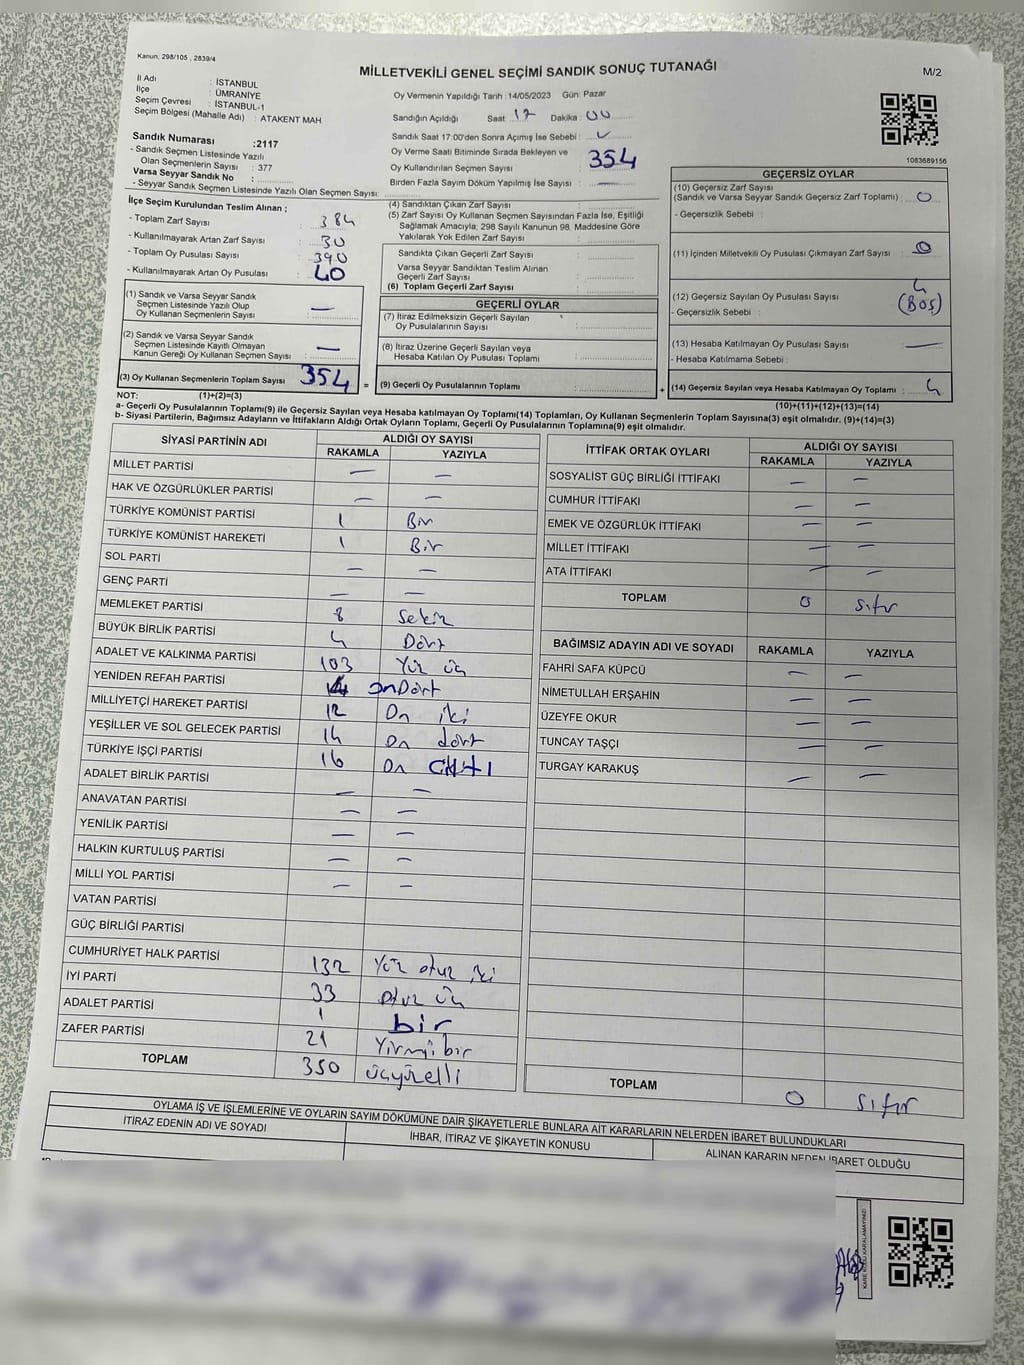 Kanun, 298/105 , 2839/4
MİLLETVEKİLİ GENEL SEÇİMİ SANDIK SONUÇ TUTANAĞI
M/2
İl Adı : İSTANBUL
İlçe : ÜMRANİYE
Seçim Çevresi : İSTANBUL-1
Seçim Bölgesi (Mahalle Adı) : ATAKENT MAH
Sandık Numarası :2117
- Sandık Seçmen Listesinde Yazılı
Olan Seçmenlerin Sayısı : 377
Varsa Seyyar Sandık No :
- Seyyar Sandık Seçmen Listesinde Yazılı Olan Seçmen Sayısı:
Oy Vermenin Yapıldığı Tarih :14/05/2023 Gün: Pazar
Sandığın Açıldığı Saat : 17 Dakika : 00
Sandık Saat 17:00'den Sonra Açımış İse Sebebi :
Oy Verme Saati Bitiminde Sırada Bekleyen ve
Oy Kullandırılan Seçmen Sayısı : 354
Birden Fazla Sayım Döküm Yapılmış İse Sayısı : —
1083689156
İlçe Seçim Kurulundan Teslim Alınan ;
- Toplam Zarf Sayısı : 384
- Kullanılmayarak Artan Zarf Sayısı : 30
- Toplam Oy Pusulası Sayısı : 390
- Kullanılmayarak Artan Oy Pusulası : 40
(1) Sandık ve Varsa Seyyar Sandık
Seçmen Listesinde Yazılı Olup
Oy Kullanan Seçmenlerin Sayısı : —
(2) Sandık ve Varsa Seyyar Sandık
Seçmen Listesinde Kayıtlı Olmayan
Kanun Gereği Oy Kullanan Seçmen Sayısı : —
(3) Oy Kullanan Seçmenlerin Toplam Sayısı 354 =
(4) Sandıktan Çıkan Zarf Sayısı :
(5) Zarf Sayısı Oy Kullanan Seçmen Sayısından Fazla İse, Eşitliği
Sağlamak Amacıyla; 298 Sayılı Kanunun 98. Maddesine Göre
Yakılarak Yok Edilen Zarf Sayısı :
Sandıkta Çıkan Geçerli Zarf Sayısı :
Varsa Seyyar Sandıktan Teslim Alınan
Geçerli Zarf Sayısı :
(6) Toplam Geçerli Zarf Sayısı :
GEÇERLİ OYLAR
(7) İtiraz Edilmeksizin Geçerli Sayılan
Oy Pusulalarının Sayısı :
(8) İtiraz Üzerine Geçerli Sayılan veya
Hesaba Katılan Oy Pusulası Toplamı :
(9) Geçerli Oy Pusulalarının Toplamı : +
GEÇERSİZ OYLAR
(10) Geçersiz Zarf Sayısı
(Sandık ve Varsa Seyyar Sandık Geçersiz Zarf Toplamı) : 0
- Geçersizlik Sebebi :
(11) İçinden Milletvekili Oy Pusulası Çıkmayan Zarf Sayısı : 0
(12) Geçersiz Sayılan Oy Pusulası Sayısı : 4
(Boş)
- Geçersizlik Sebebi :
(13) Hesaba Katılmayan Oy Pusulası Sayısı : —
- Hesaba Katılmama Sebebi :
(14) Geçersiz Sayılan veya Hesaba Katılmayan Oy Toplamı : 4
NOT: (1)+(2)=(3) (10)+(11)+(12)+(13)=(14)
a- Geçerli Oy Pusulalarının Toplamı(9) ile Geçersiz Sayılan veya Hesaba katılmayan Oy Toplamı(14) Toplamları, Oy Kullanan Seçmenlerin Toplam Sayısına(3) eşit olmalıdır. (9)+(14)=(3)
b- Siyasi Partilerin, Bağımsız Adayların ve İttifakların Aldığı Ortak Oyların Toplamı, Geçerli Oy Pusulalarının Toplamına(9) eşit olmalıdır.
SİYASİ PARTİNİN ADI ALDIĞI OY SAYISI
RAKAMLA YAZIYLA
MİLLET PARTİSİ — —
HAK VE ÖZGÜRLÜKLER PARTİSİ — —
TÜRKİYE KOMÜNİST PARTİSİ 1 Bir
TÜRKİYE KOMÜNİST HAREKETİ 1 Bir
SOL PARTİ — —
GENÇ PARTİ — —
MEMLEKET PARTİSİ 8 Sekiz
BÜYÜK BİRLİK PARTİSİ 4 Dört
ADALET VE KALKINMA PARTİSİ 103 Yüz üç
YENİDEN REFAH PARTİSİ 14 OnDört
MİLLİYETÇİ HAREKET PARTİSİ 12 On iki
YEŞİLLER VE SOL GELECEK PARTİSİ 14 On dört
TÜRKİYE İŞÇİ PARTİSİ 16 On altı
ADALET BİRLİK PARTİSİ — —
ANAVATAN PARTİSİ — —
YENİLİK PARTİSİ — —
HALKIN KURTULUŞ PARTİSİ — —
MİLLİ YOL PARTİSİ — —
VATAN PARTİSİ
GÜÇ BİRLİĞİ PARTİSİ
CUMHURİYET HALK PARTİSİ 132 Yüz otuz iki
İYİ PARTİ 33 Otuz üç
ADALET PARTİSİ 1 bir
ZAFER PARTİSİ 21 Yirmi bir
TOPLAM 350 üçyüzelli
İTTİFAK ORTAK OYLARI ALDIĞI OY SAYISI
RAKAMLA YAZIYLA
SOSYALİST GÜÇ BİRLİĞİ İTTİFAKI — —
CUMHUR İTTİFAKI — —
EMEK VE ÖZGÜRLÜK İTTİFAKI — —
MİLLET İTTİFAKI — —
ATA İTTİFAKI — —
TOPLAM 0 sıfır
BAĞIMSIZ ADAYIN ADI VE SOYADI RAKAMLA YAZIYLA
FAHRİ SAFA KÜPCÜ — —
NİMETULLAH ERŞAHİN — —
ÜZEYFE OKUR — —
TUNCAY TAŞÇI — —
TURGAY KARAKUŞ — —
TOPLAM 0 sıfır
OYLAMA İŞ VE İŞLEMLERİNE VE OYLARIN SAYIM DÖKÜMÜNE DAİR ŞİKAYETLERLE BUNLARA AİT KARARLARIN NELERDEN İBARET BULUNDUKLARI
İTİRAZ EDENİN ADI VE SOYADI İHBAR, İTİRAZ VE ŞİKAYETİN KONUSU ALINAN KARARIN NEDEN İBARET OLDUĞU
KARE KODU KARALAMAYINIZ!